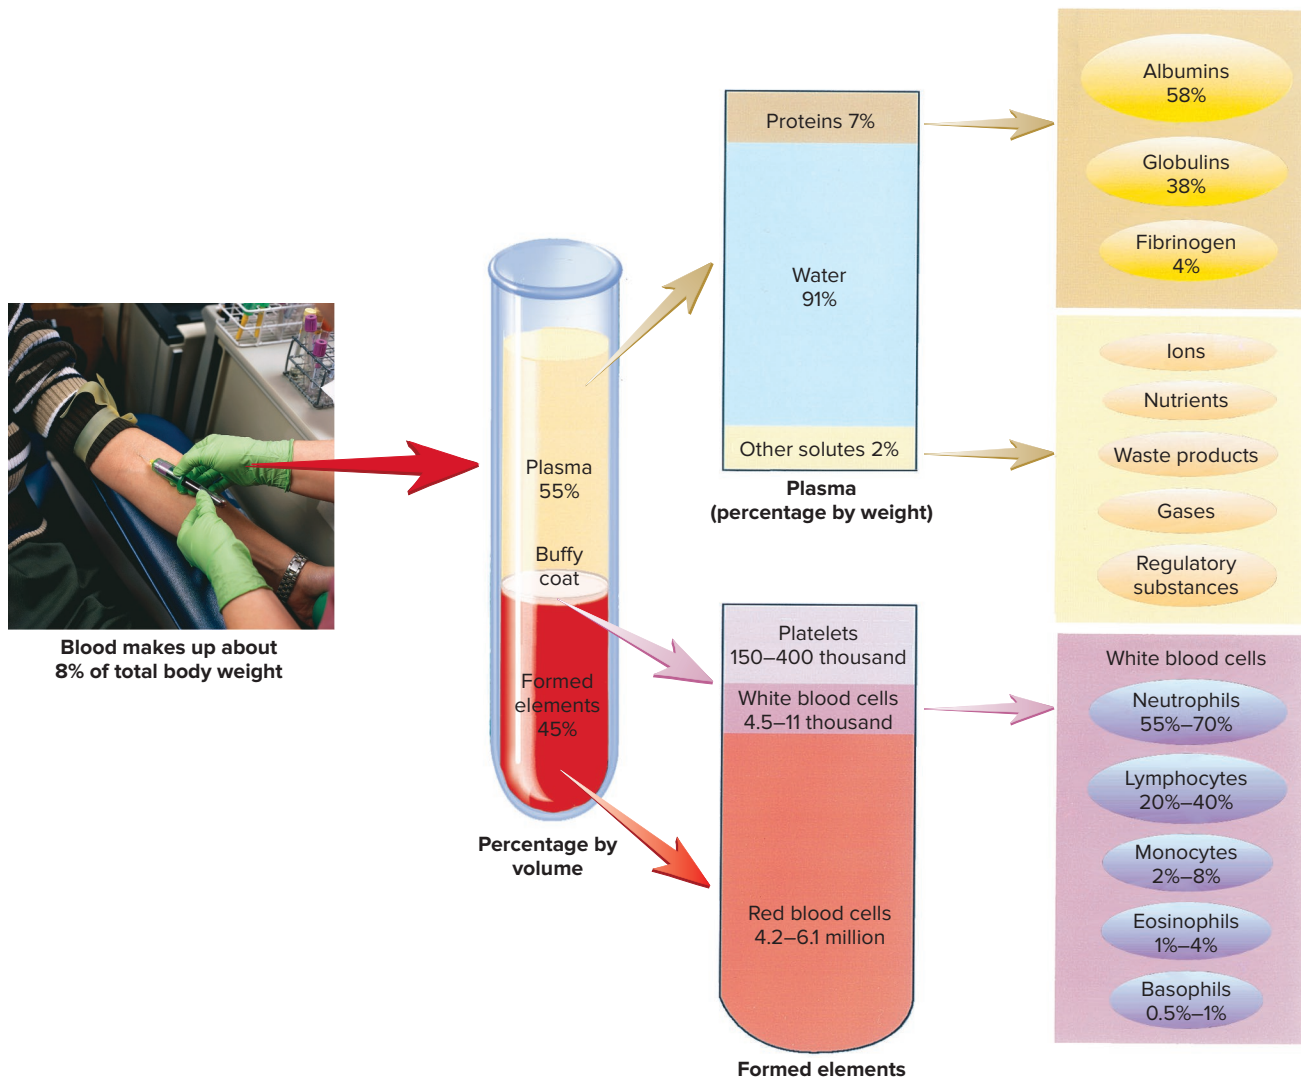 Blood makes up about
8% of total body weight
Plasma
55%
Buffy
coat
Formed
elements
45%
Percentage by
volume
Proteins 7%
Water
91%
Other solutes 2%
Plasma
(percentage by weight)
Albumins
58%
Globulins
38%
Fibrinogen
4%
Ions
Nutrients
Waste products
Gases
Regulatory
substances
Platelets
150–400 thousand
White blood cells
4.5–11 thousand
Red blood cells
4.2–6.1 million
Formed elements
White blood cells
Neutrophils
55%–70%
Lymphocytes
20%–40%
Monocytes
2%–8%
Eosinophils
1%–4%
Basophils
0.5%–1%